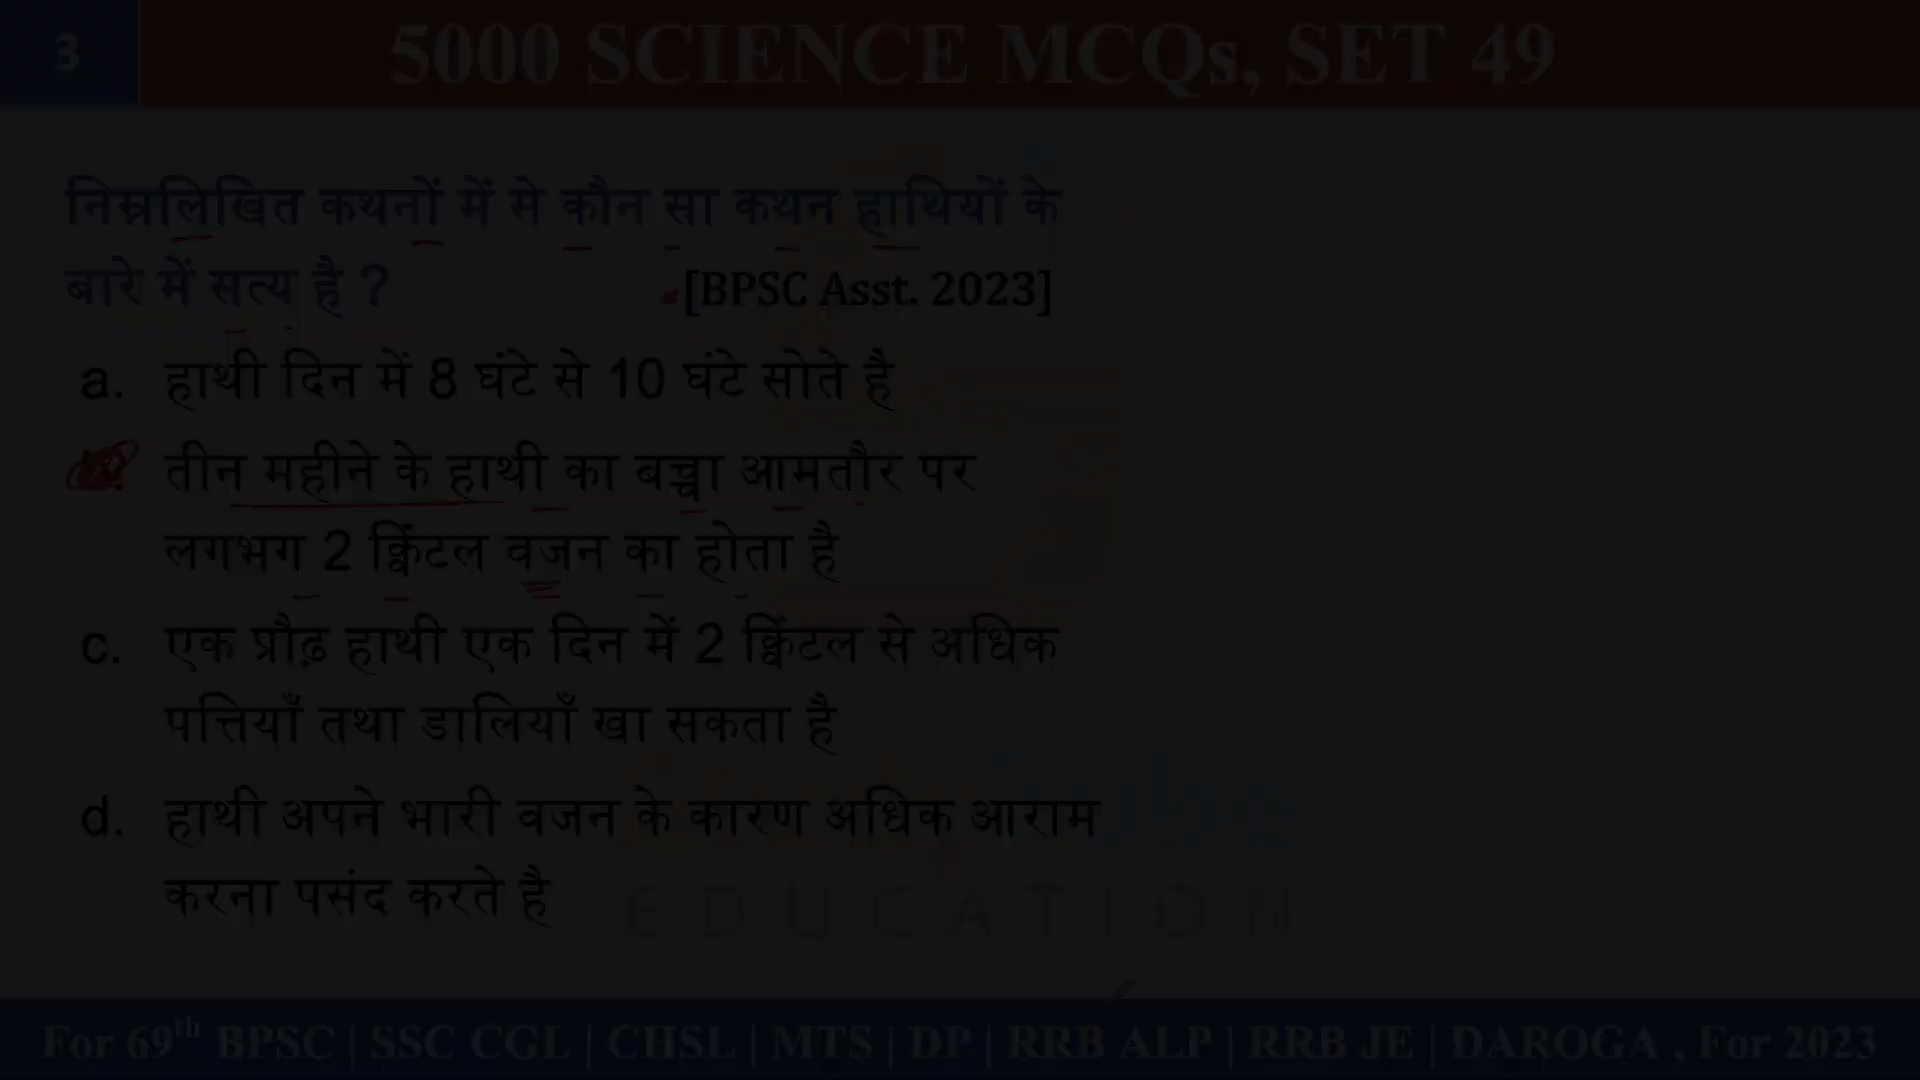 3
5000 SCIENCE MCQs, SET 49
निम्नलिखित कथनों में से कौन सा कथन हाथियों के
बारे में सत्य है ? [BPSC Asst. 2023]
a. हाथी दिन में 8 घंटे से 10 घंटे सोते है
तीन महीने के हाथी का बच्चा आमतौर पर
लगभग 2 क्विंटल वजन का होता है
c. एक प्रौढ़ हाथी एक दिन में 2 क्विंटल से अधिक
पत्तियाँ तथा डालियाँ खा सकता है
d. हाथी अपने भारी वजन के कारण अधिक आराम
करना पसंद करते है
EDUCATION
For 69th BPSC | SSC CGL | CHSL | MTS | DP | RRB ALP | RRB JE | DAROGA , For 2023